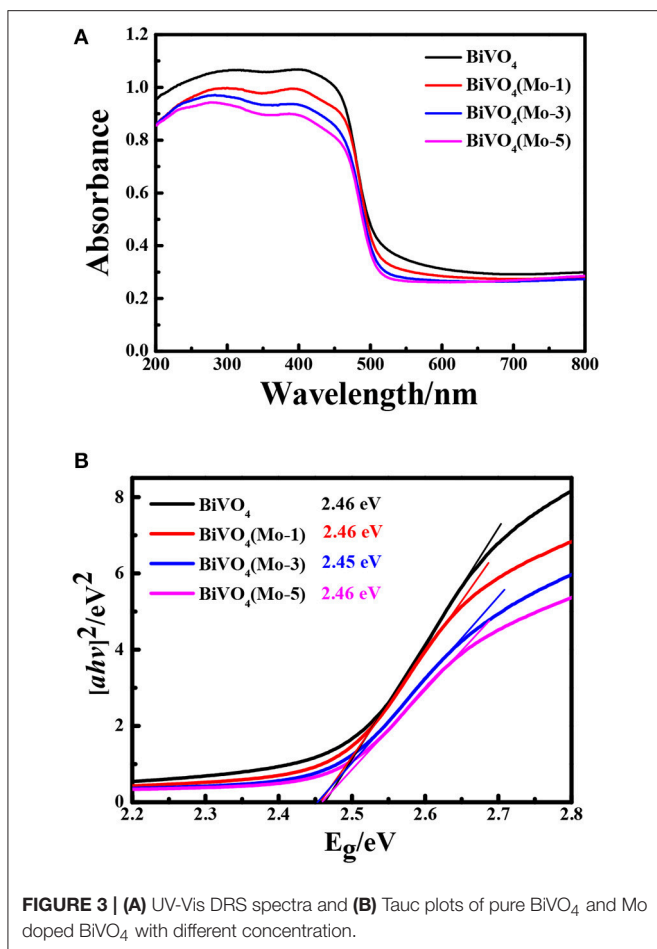 A
Absorbance
1.2
1.0
0.8
0.6
0.4
0.2
0.0
BiVO₄
BiVO₄(Mo-1)
BiVO₄(Mo-3)
BiVO₄(Mo-5)
200 300 400 500 600 700 800
Wavelength/nm
B
[ahv]²/eV²
8
6
4
2
0
BiVO₄ 2.46 eV
BiVO₄(Mo-1) 2.46 eV
BiVO₄(Mo-3) 2.45 eV
BiVO₄(Mo-5) 2.46 eV
2.2 2.3 2.4 2.5 2.6 2.7 2.8
Eg/eV
FIGURE 3 | (A) UV-Vis DRS spectra and (B) Tauc plots of pure BiVO₄ and Mo
doped BiVO₄ with different concentration.